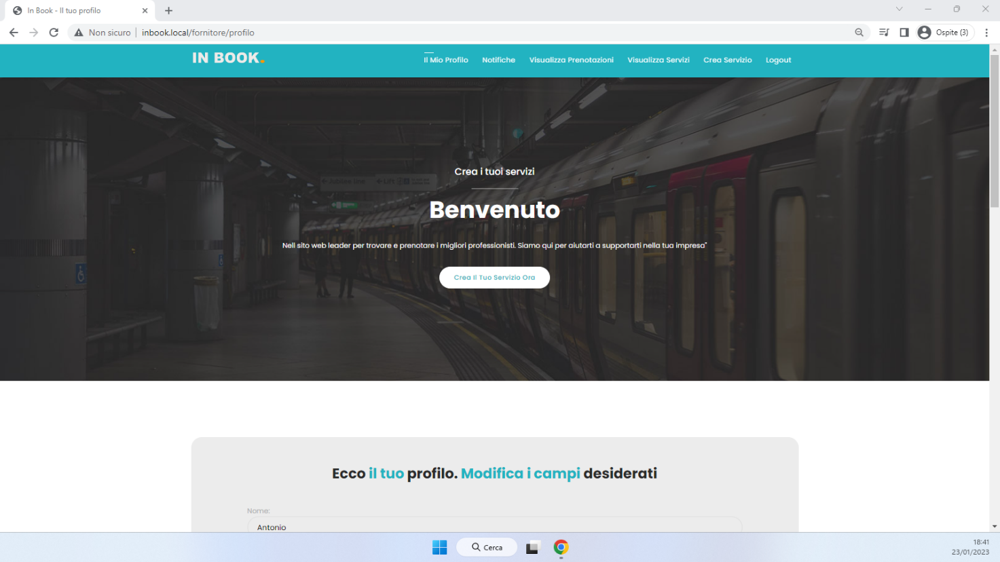 In Book - Il tuo profilo
Non sicuro
inbook.local/fornitore/profilo
Ospite (3)
IN BOOK.
Il Mio Profilo
Notifiche
Visualizza Prenotazioni
Visualizza Servizi
Crea Servizio
Logout
Crea i tuoi servizi
Jubilee line
Lift
Benvenuto
Nell sito web leader per trovare e prenotare i migliori professionisti. Siamo qui per aiutarti a supportarti nella tua impresa"
Crea Il Tuo Servizio Ora
Ecco il tuo profilo. Modifica i campi desiderati
Nome:
Antonio
Cerca
18:41
23/01/2023